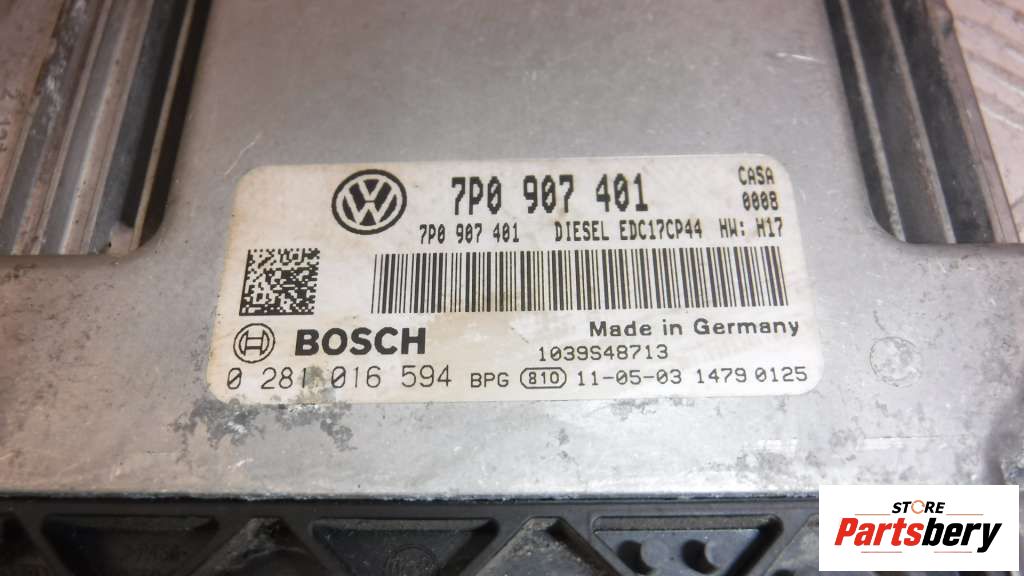 7P0 907 401
CASA
0008
7P0 907 401 DIESEL EDC17CP44 HW: H17
BOSCH
Made in Germany
1039S48713
0 281 016 594 BPG 810 11-05-03 1479 0125
STORE
Partsbery